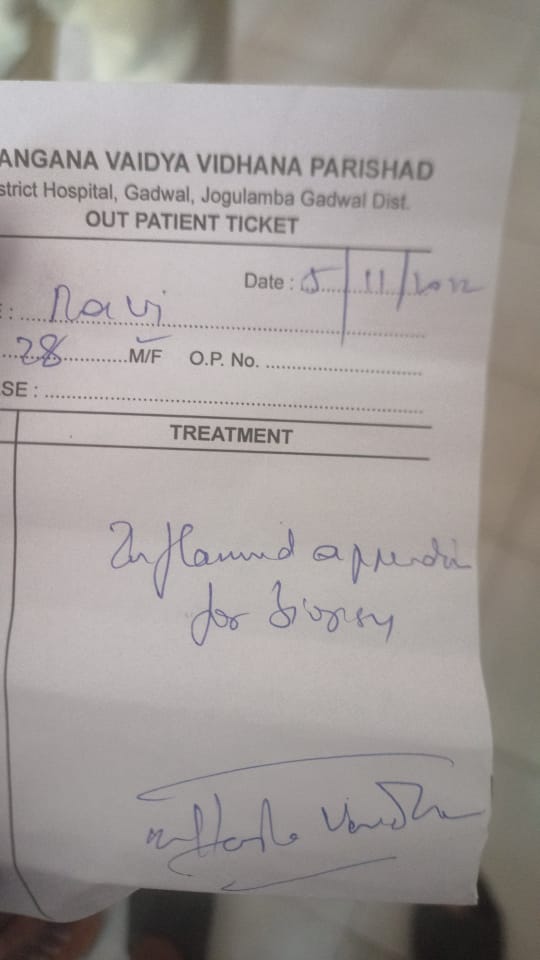 ANGANA VAIDYA VIDHANA PARISHAD
strict Hospital, Gadwal, Jogulamba Gadwal Dist.
OUT PATIENT TICKET
Date : 5/11/2022
: Ravi
28 M/F O.P. No.
SE :
TREATMENT
Inflamed appendix
for biopsy